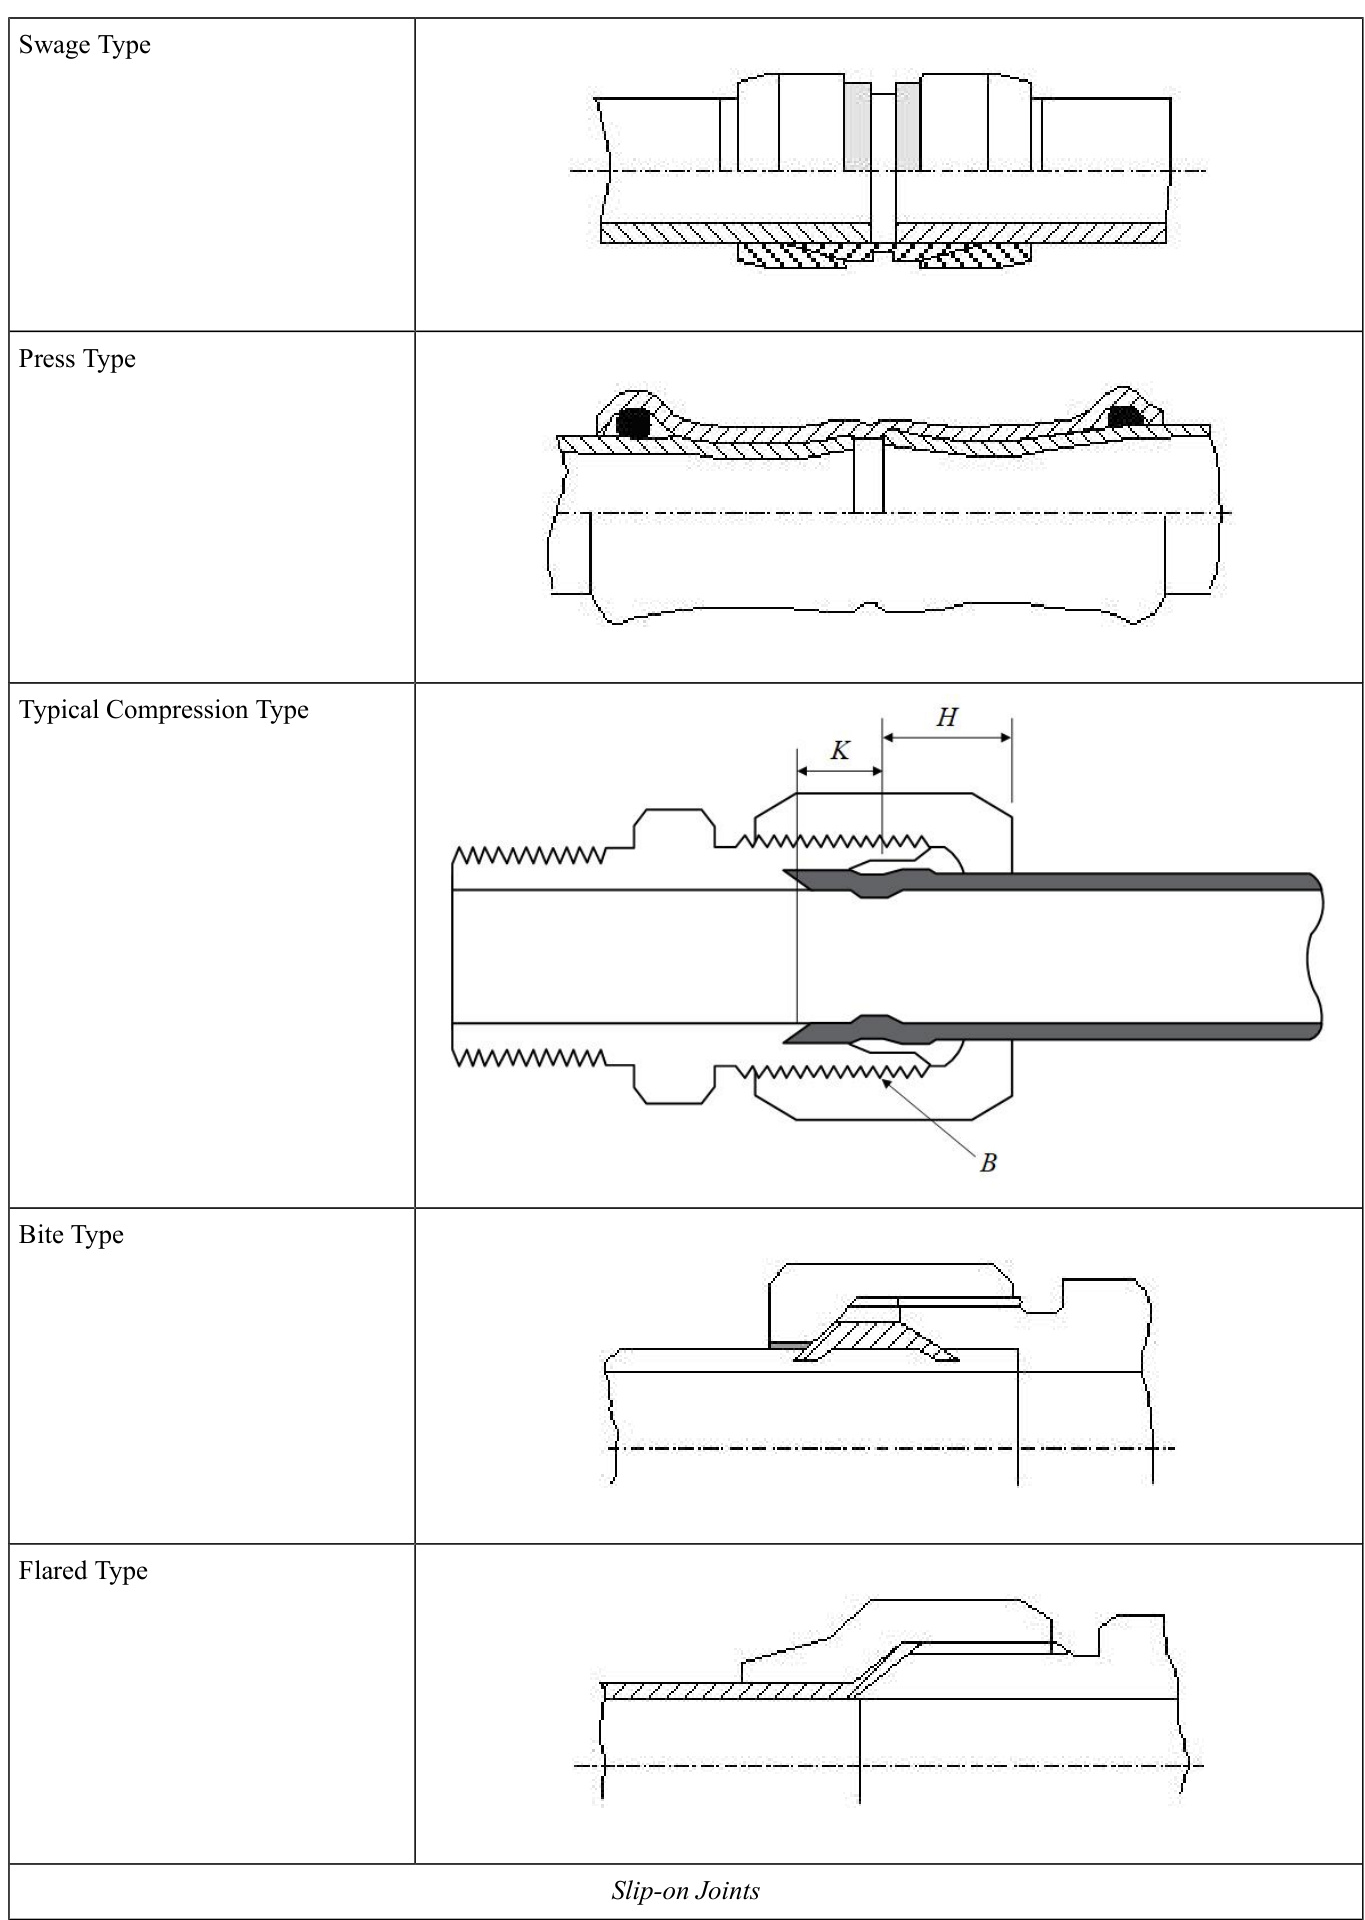 Swage Type
Press Type
Typical Compression Type
H
K
B
Bite Type
Flared Type
Slip-on Joints